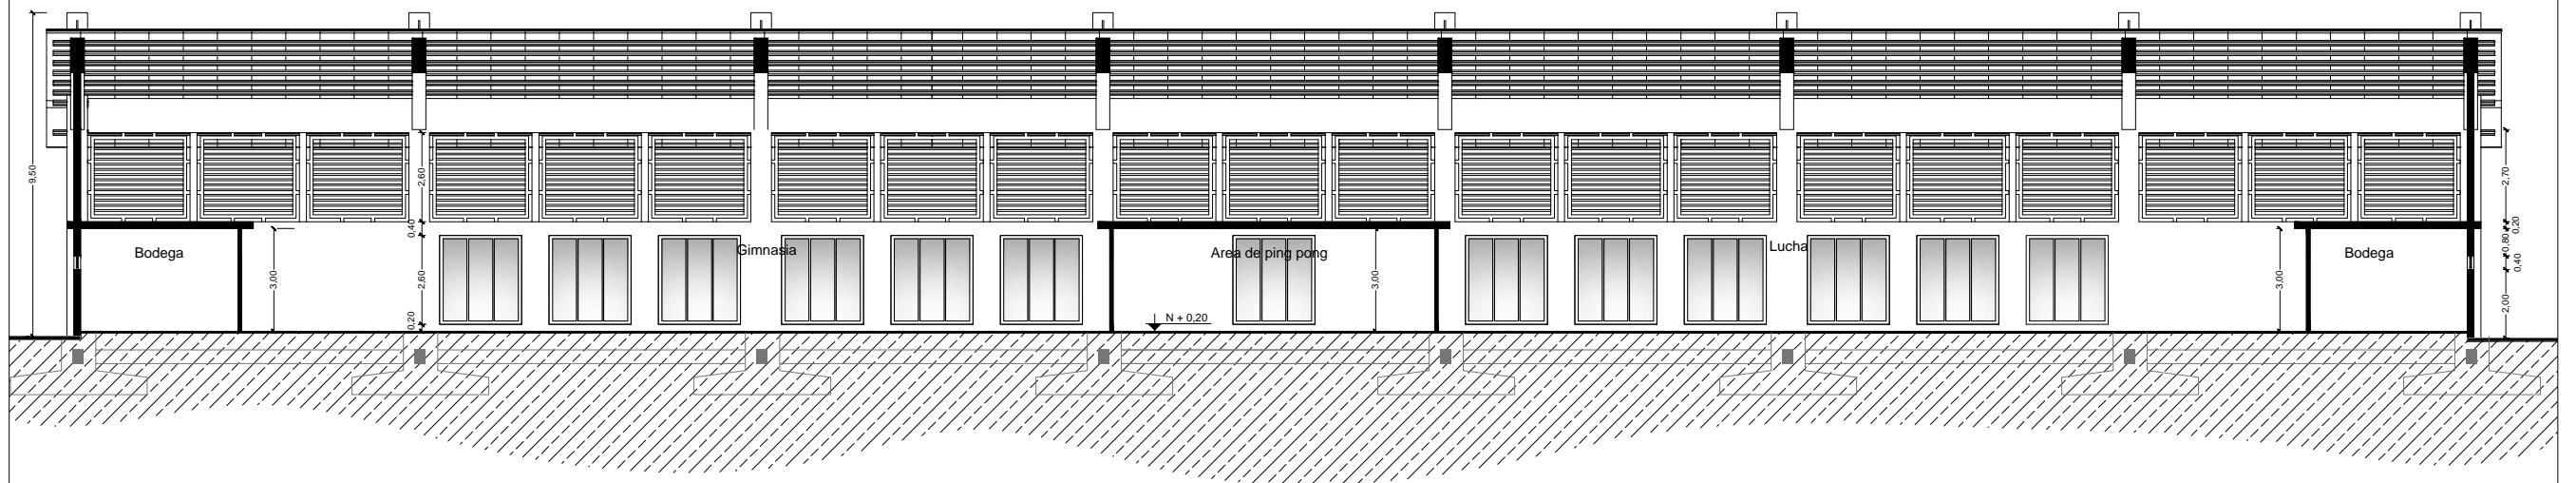 9,50
2,60
0,40
2,60
0,20
3,00
Bodega
Gimnasia
N + 0,20
Area de ping pong
3,00
Lucha
3,00
Bodega
2,70
0,20
0,80
0,40
2,00